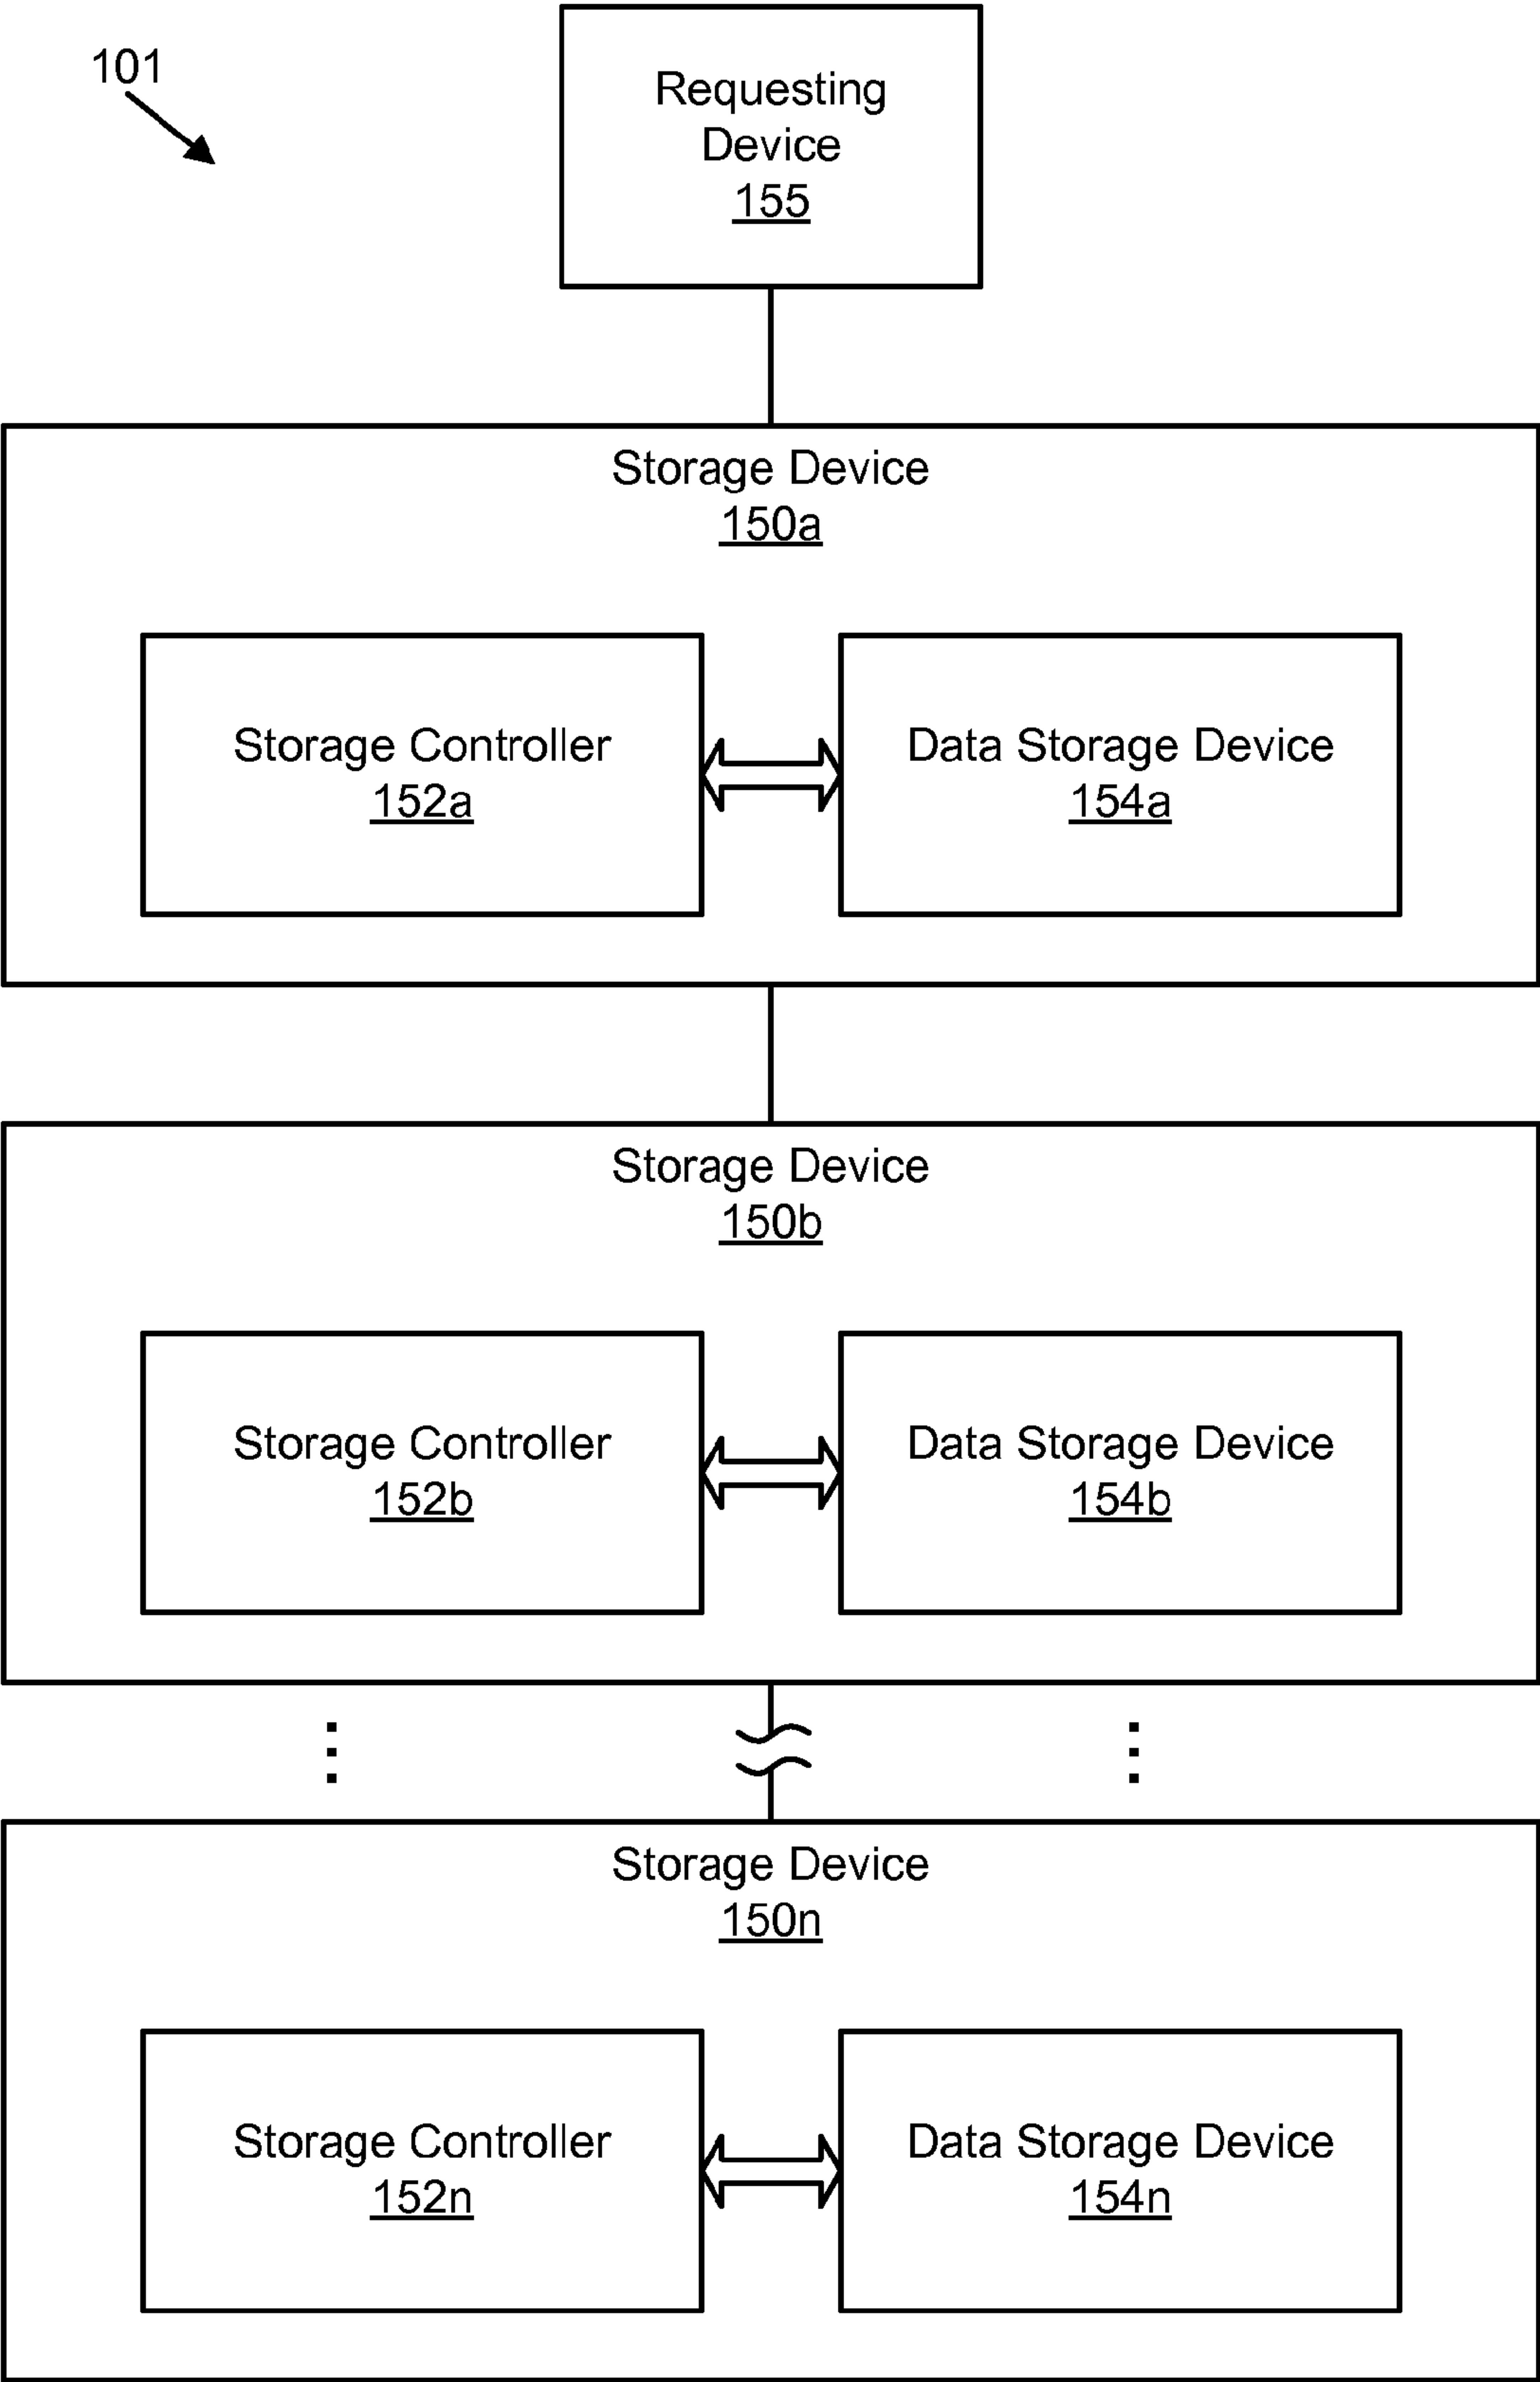 101
Requesting
Device
155
Storage Device
150a
Storage Controller
152a
Data Storage Device
154a
Storage Device
150b
Storage Controller
152b
Data Storage Device
154b
Storage Device
150n
Storage Controller
152n
Data Storage Device
154n